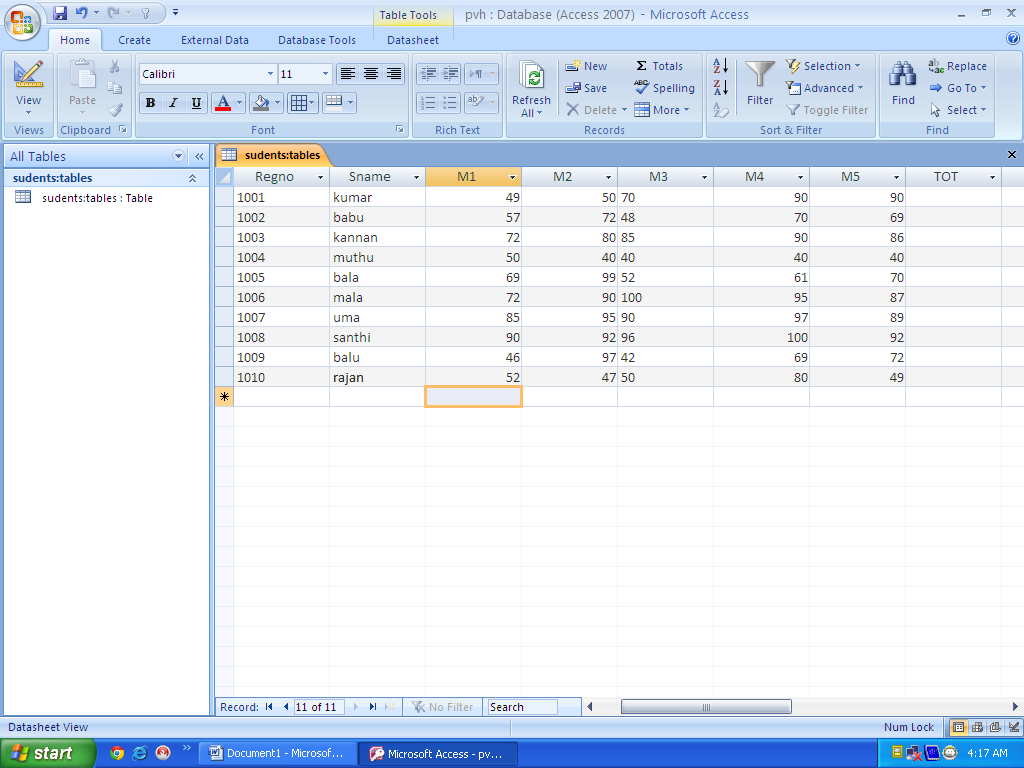 Table Tools pvh : Database (Access 2007) - Microsoft Access
Home Create External Data Database Tools Datasheet
Calibri 11
View Paste B I U
Refresh All New Save Delete Σ Totals Spelling More
Filter Selection Advanced Toggle Filter
Find Replace Go To Select
Views Clipboard Font Rich Text Records Sort & Filter Find
All Tables « sudents:tables
sudents:tables
sudents:tables : Table
Regno Sname M1 M2 M3 M4 M5 TOT
1001 kumar 49 50 70 90 90
1002 babu 57 72 48 70 69
1003 kannan 72 80 85 90 86
1004 muthu 50 40 40 40 40
1005 bala 69 99 52 61 70
1006 mala 72 90 100 95 87
1007 uma 85 95 90 97 89
1008 santhi 90 92 96 100 92
1009 balu 46 97 42 69 72
1010 rajan 52 47 50 80 49
Record: 11 of 11 No Filter Search
Datasheet View Num Lock
start Document1 - Microsof... Microsoft Access - pv... 4:17 AM